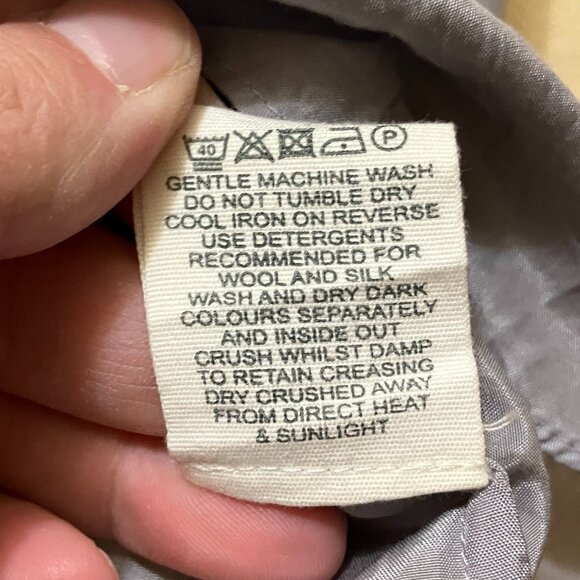 40 P
GENTLE MACHINE WASH
DO NOT TUMBLE DRY
COOL IRON ON REVERSE
USE DETERGENTS
RECOMMENDED FOR
WOOL AND SILK
WASH AND DRY DARK
COLOURS SEPARATELY
AND INSIDE OUT
CRUSH WHILST DAMP
TO RETAIN CREASING
DRY CRUSHED AWAY
FROM DIRECT HEAT
& SUNLIGHT